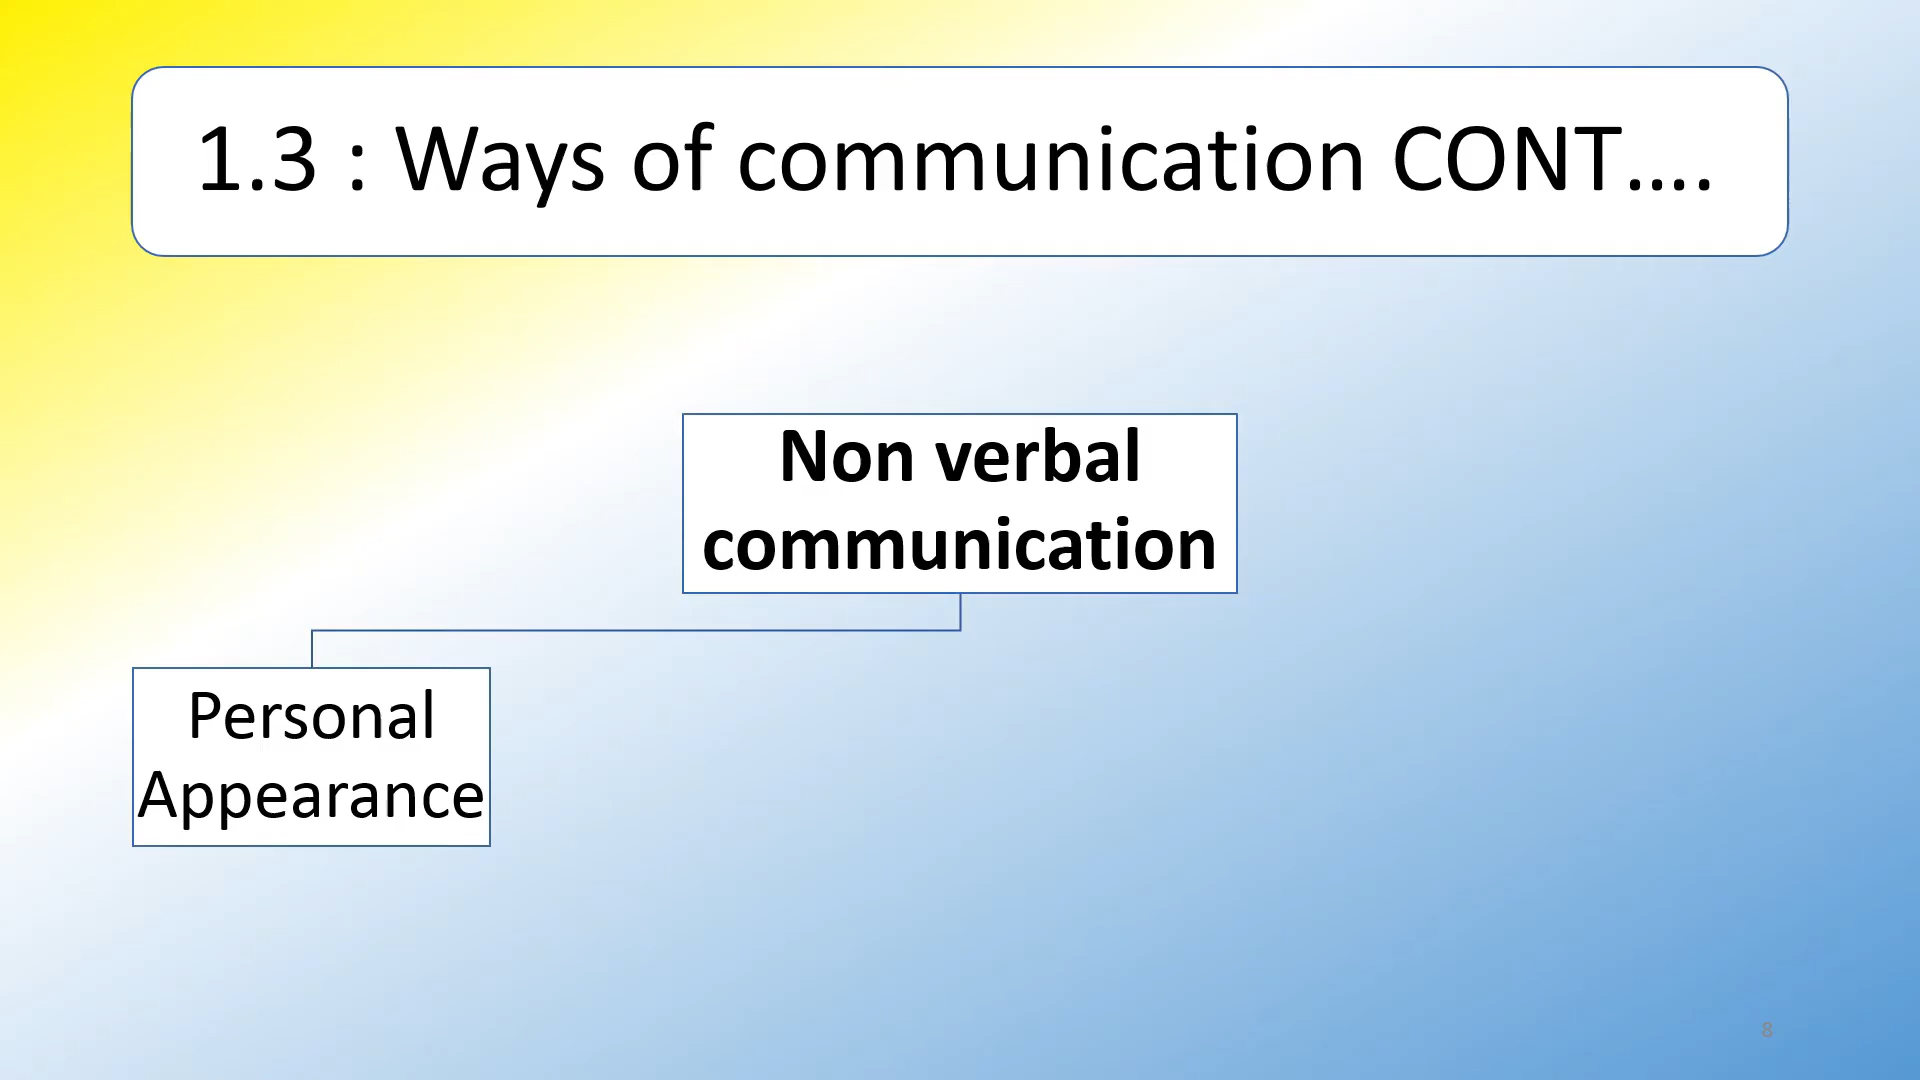 1.3 : Ways of communication CONT….
Non verbal
communication
Personal
Appearance
8